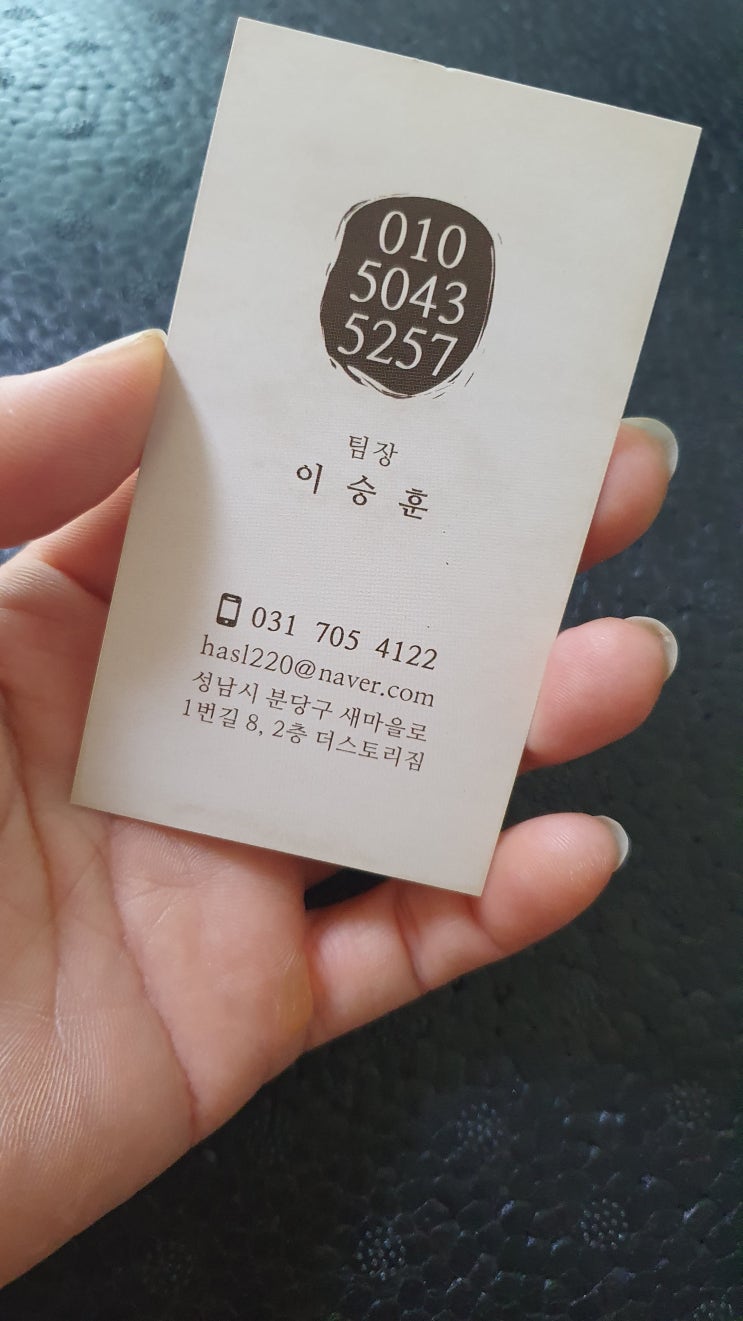 010
5043
5257
팀장
이 승 훈
031 705 4122
hasl220@naver.com
성남시 분당구 새마을로
1번길 8, 2층 더스토리짐